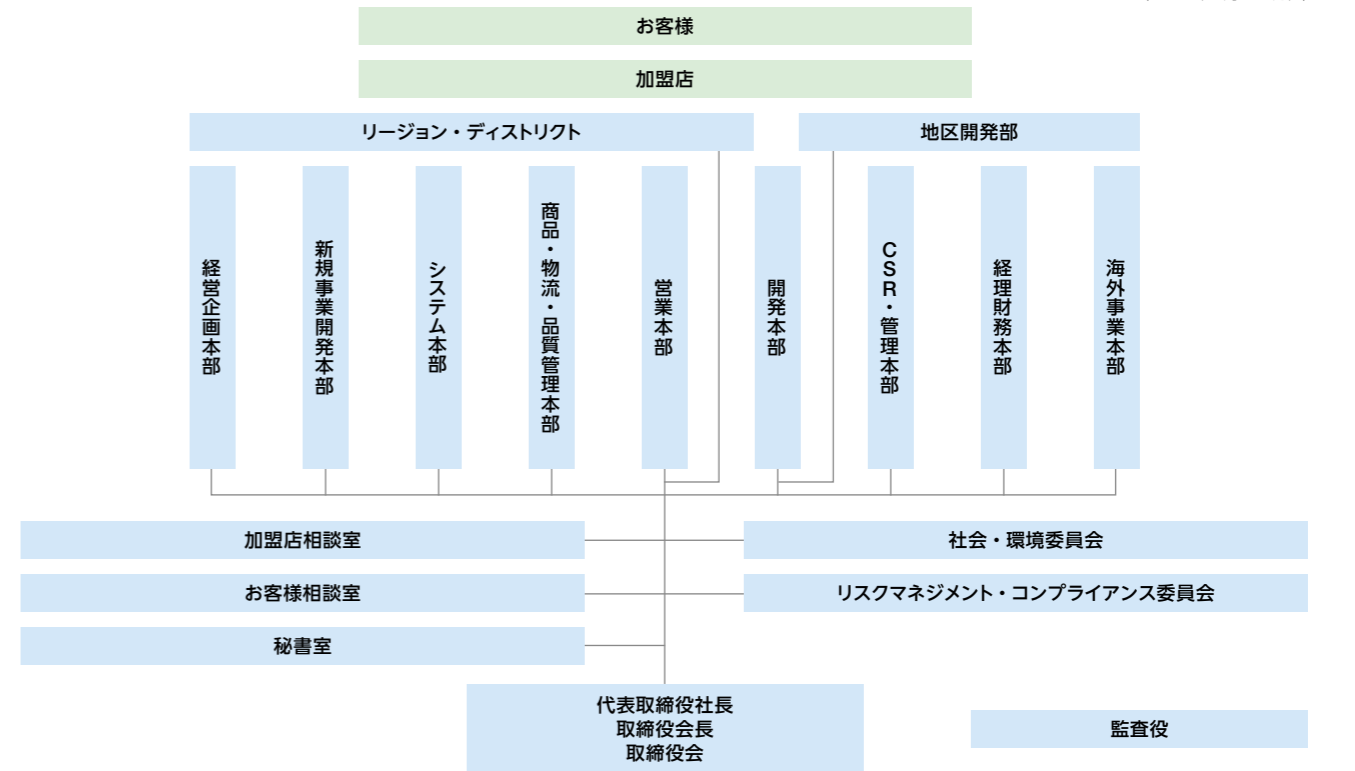 お客様
加盟店
リージョン・ディストリクト
地区開発部
経営企画本部
新規事業開発本部
システム本部
商品・物流・品質管理本部
営業本部
開発本部
CSR・管理本部
経理財務本部
海外事業本部
加盟店相談室
社会・環境委員会
お客様相談室
リスクマネジメント・コンプライアンス委員会
秘書室
代表取締役社長
取締役会長
取締役会
監査役